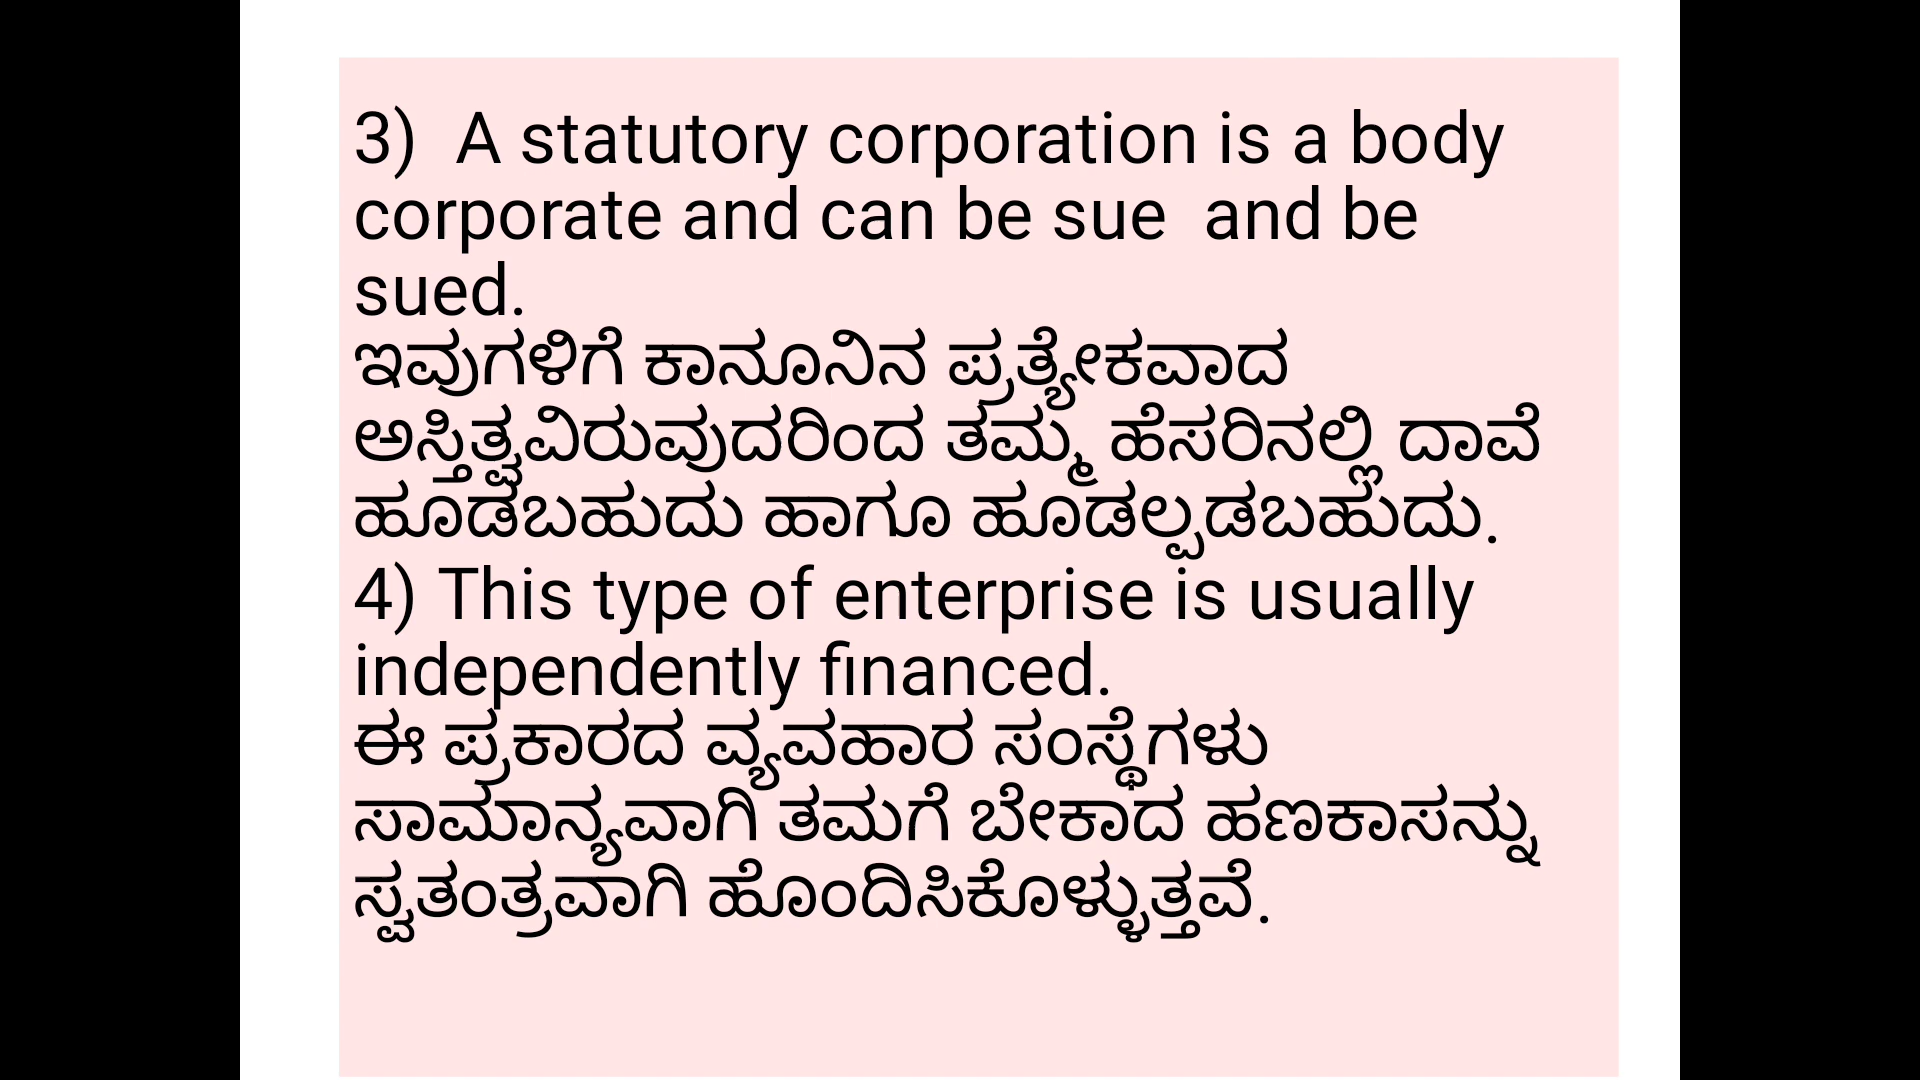 3)  A statutory corporation is a body
corporate and can be sue  and be
sued.
ಇವುಗಳಿಗೆ ಕಾನೂನಿನ ಪ್ರತ್ಯೇಕವಾದ
ಅಸ್ತಿತ್ವವಿರುವುದರಿಂದ ತಮ್ಮ ಹೆಸರಿನಲ್ಲಿ ದಾವೆ
ಹೂಡಬಹುದು ಹಾಗೂ ಹೂಡಲ್ಪಡಬಹುದು.
4) This type of enterprise is usually
independently financed.
ಈ ಪ್ರಕಾರದ ವ್ಯವಹಾರ ಸಂಸ್ಥೆಗಳು
ಸಾಮಾನ್ಯವಾಗಿ ತಮಗೆ ಬೇಕಾದ ಹಣಕಾಸನ್ನು
ಸ್ವತಂತ್ರವಾಗಿ ಹೊಂದಿಸಿಕೊಳ್ಳುತ್ತವೆ.